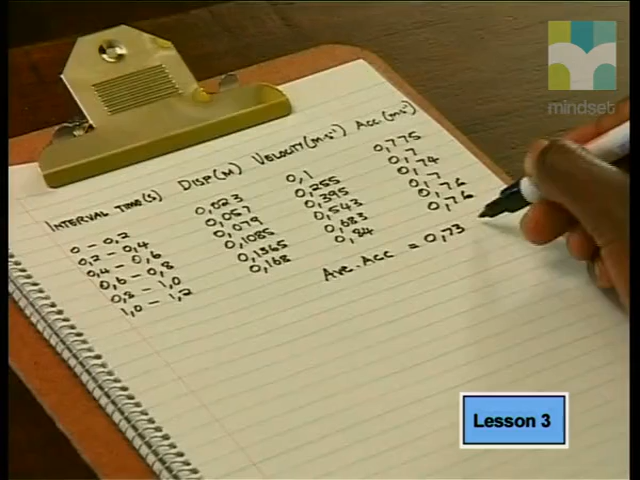 mindset
INTERVAL TIME(S) DISP(M) VELOCITY(M·S⁻¹) ACC(M·S⁻²)
0 – 0,2 0,023 0,1 0,775
0,2 – 0,4 0,057 0,255 0,7
0,4 – 0,6 0,079 0,395 0,74
0,6 – 0,8 0,1085 0,543 0,7
0,8 – 1,0 0,1365 0,683 0,76
1,0 – 1,2 0,168 0,84 0,76
AVE. ACC = 0,73
Lesson 3